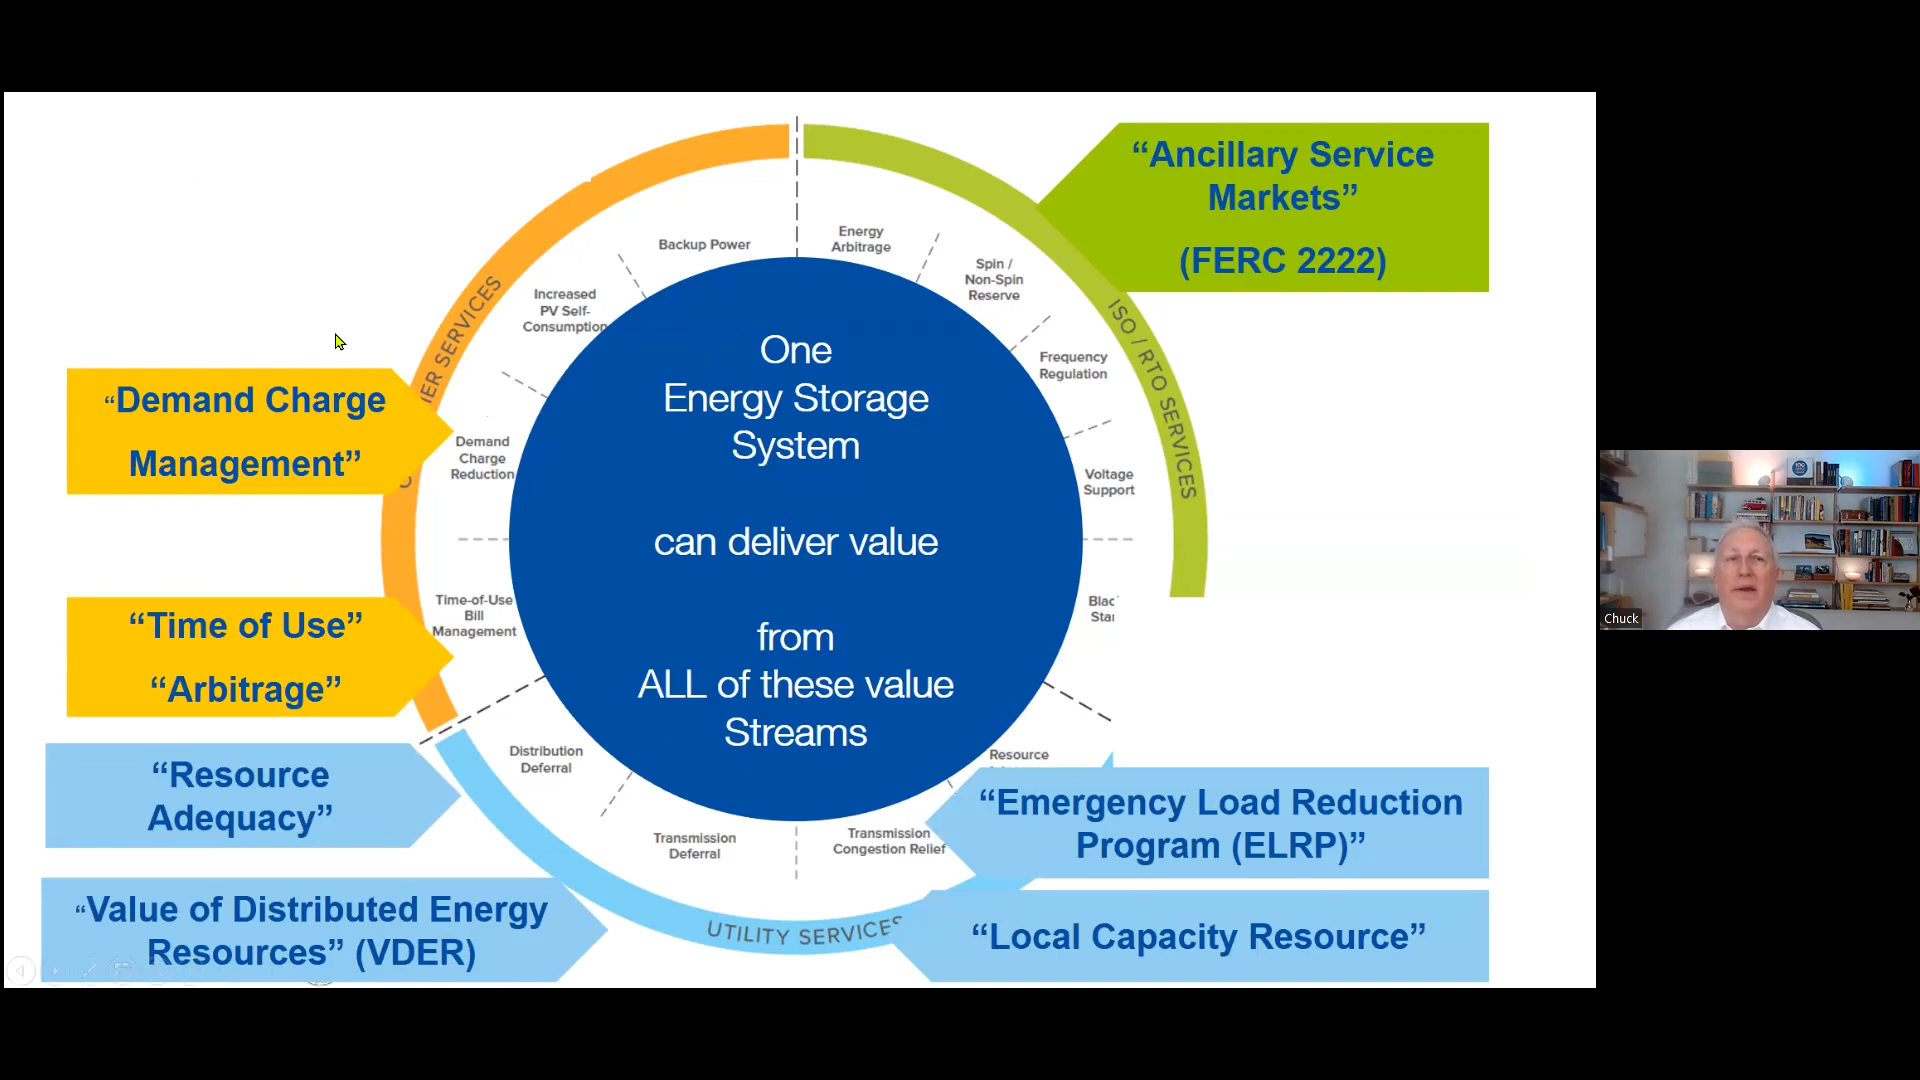 “Ancillary Service
Markets”
(FERC 2222)
Backup Power
Energy
Arbitrage
Spin /
Non-Spin
Reserve
Increased
PV Self-
Consumption
ISO / RTO SERVICES
SERVICES
Frequency
Regulation
One
Energy Storage
System
can deliver value
from
ALL of these value
Streams
“Demand Charge
Management”
Demand
Charge
Reduction
Voltage
Support
“Time of Use”
“Arbitrage”
Time-of-Use
Bill
Management
“Resource
Adequacy”
Distribution
Deferral
Resource
Transmission
Deferral
Transmission
Congestion Relief
“Emergency Load Reduction
Program (ELRP)”
“Value of Distributed Energy
Resources” (VDER)
UTILITY SERVICES
“Local Capacity Resource”
Chuck